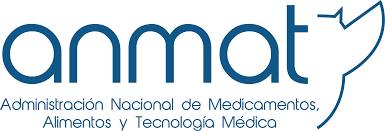 anmat
Administración Nacional de Medicamentos,
Alimentos y Tecnología Médica